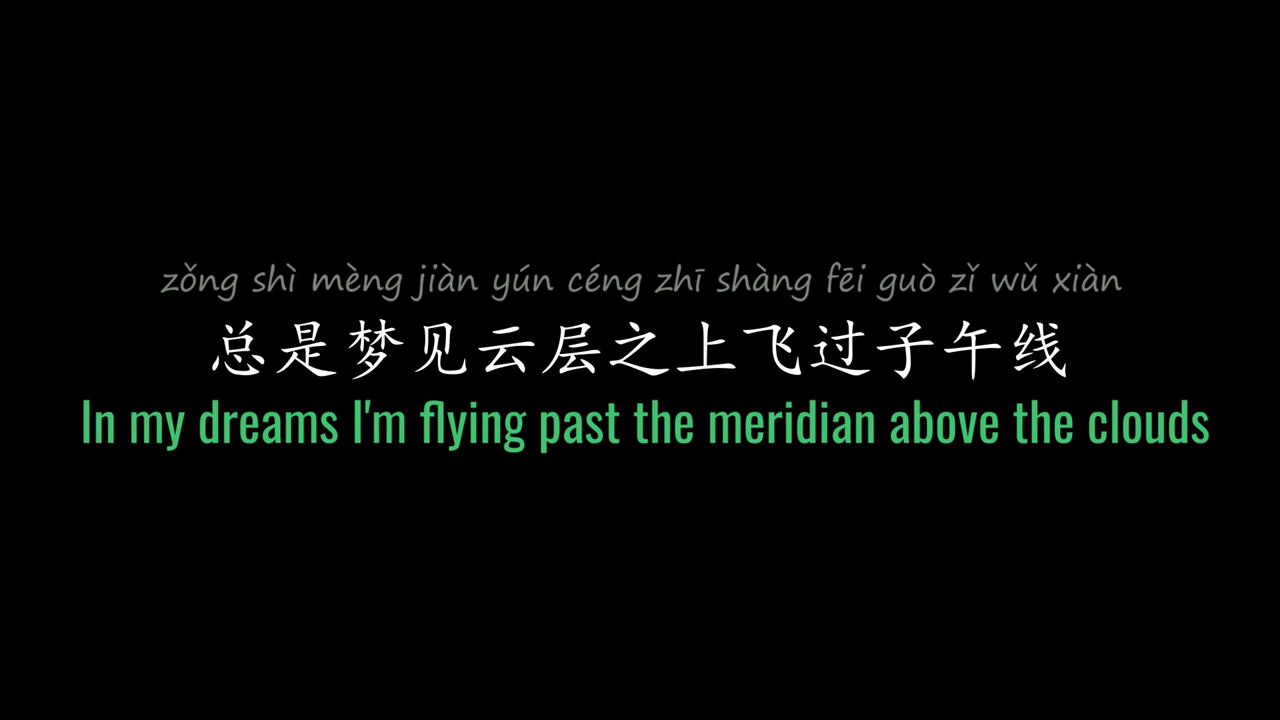 zǒng shì mèng jiàn yún céng zhī shàng fēi guò zǐ wǔ xiàn
总是梦见云层之上飞过子午线
In my dreams I'm flying past the meridian above the clouds